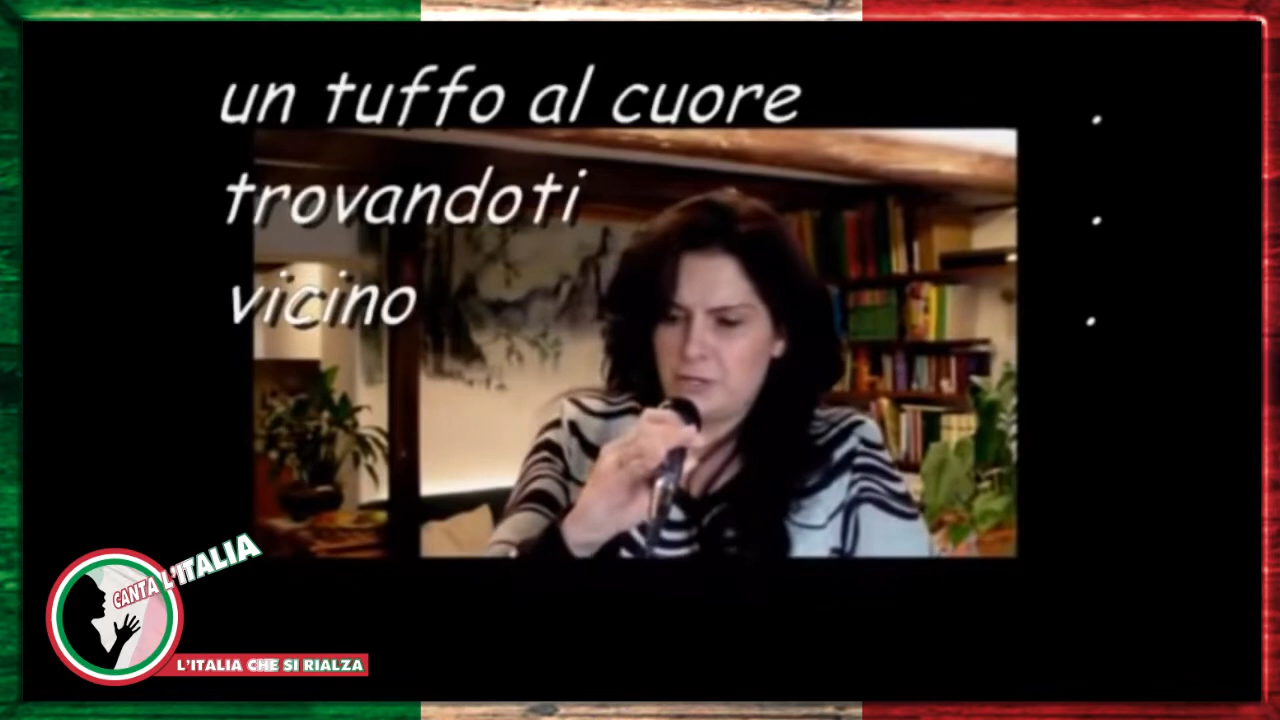 un tuffo al cuore .
trovandoti .
vicino .
CANTA L'ITALIA
L'ITALIA CHE SI RIALZA